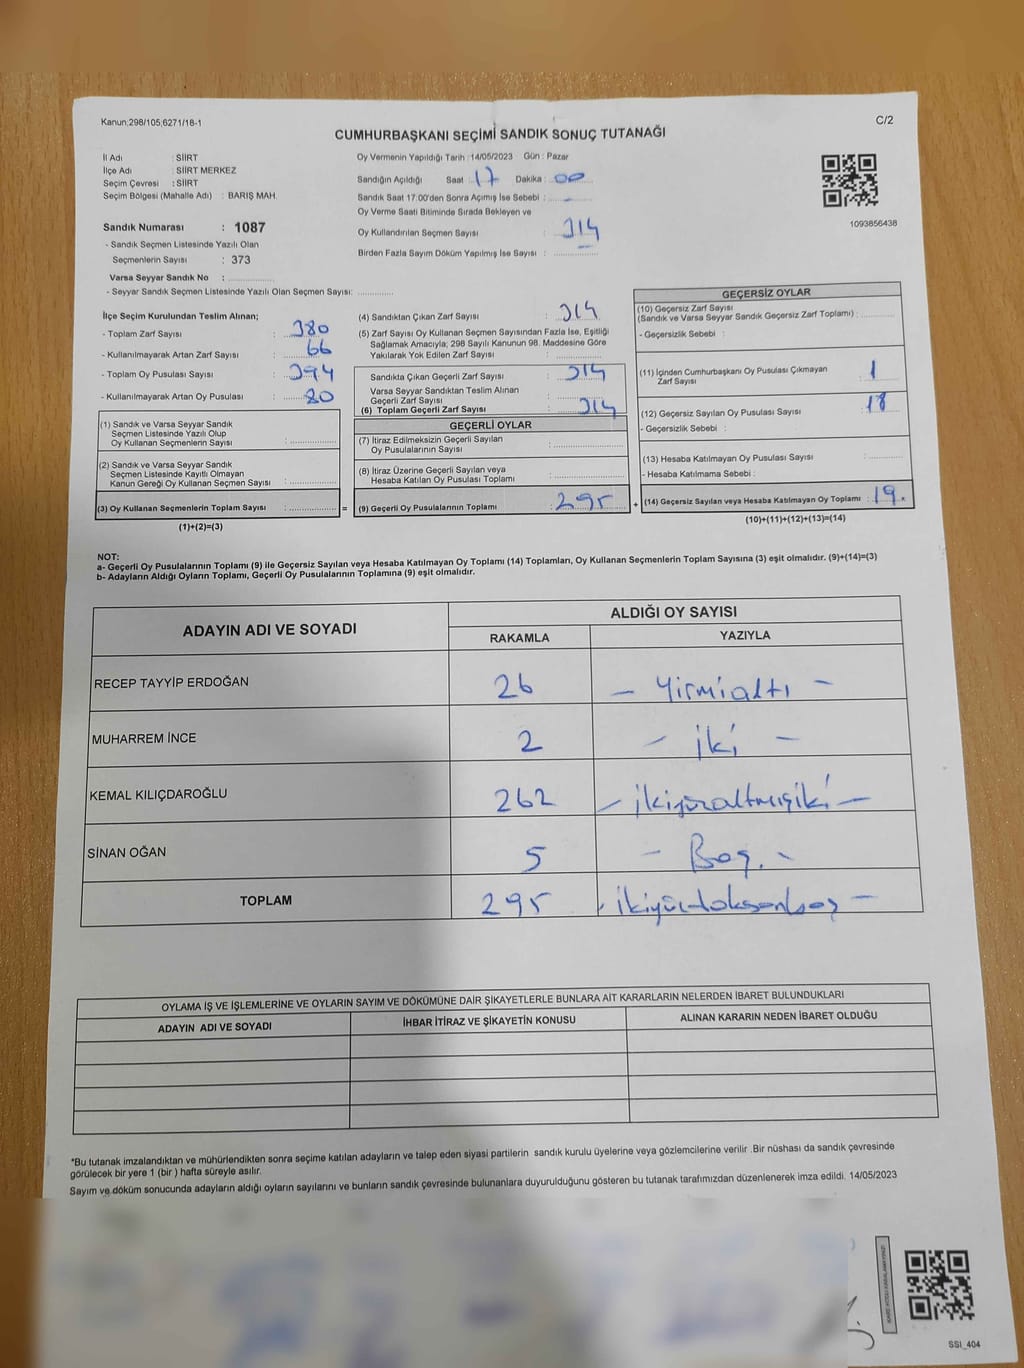 Kanun;298/105;6271/18-1
C/2
CUMHURBAŞKANI SEÇİMİ SANDIK SONUÇ TUTANAĞI
İl Adı : SİİRT
İlçe Adı : SİİRT MERKEZ
Seçim Çevresi : SİİRT
Seçim Bölgesi (Mahalle Adı) : BARIŞ MAH.
Sandık Numarası : 1087
- Sandık Seçmen Listesinde Yazılı Olan
Seçmenlerin Sayısı : 373
Varsa Seyyar Sandık No :
- Seyyar Sandık Seçmen Listesinde Yazılı Olan Seçmen Sayısı:
Oy Vermenin Yapıldığı Tarih :14/05/2023 Gün : Pazar
Sandığın Açıldığı Saat : 17 Dakika : 00
Sandık Saat 17:00'den Sonra Açımış İse Sebebi :
Oy Verme Saati Bitiminde Sırada Bekleyen ve
Oy Kullandırılan Seçmen Sayısı : 314
Birden Fazla Sayım Döküm Yapılmış İse Sayısı :
1093856438
İlçe Seçim Kurulundan Teslim Alınan;
- Toplam Zarf Sayısı : 380
- Kullanılmayarak Artan Zarf Sayısı : 66
- Toplam Oy Pusulası Sayısı : 394
- Kullanılmayarak Artan Oy Pusulası : 80
(1) Sandık ve Varsa Seyyar Sandık
Seçmen Listesinde Yazılı Olup
Oy Kullanan Seçmenlerin Sayısı :
(2) Sandık ve Varsa Seyyar Sandık
Seçmen Listesinde Kayıtlı Olmayan
Kanun Gereği Oy Kullanan Seçmen Sayısı :
(3) Oy Kullanan Seçmenlerin Toplam Sayısı : =
(1)+(2)=(3)
(4) Sandıktan Çıkan Zarf Sayısı : 314
(5) Zarf Sayısı Oy Kullanan Seçmen Sayısından Fazla İse, Eşitliği
Sağlamak Amacıyla; 298 Sayılı Kanunun 98. Maddesine Göre
Yakılarak Yok Edilen Zarf Sayısı :
Sandıkta Çıkan Geçerli Zarf Sayısı : 314
Varsa Seyyar Sandıktan Teslim Alınan
Geçerli Zarf Sayısı :
(6) Toplam Geçerli Zarf Sayısı : 314
GEÇERLİ OYLAR
(7) İtiraz Edilmeksizin Geçerli Sayılan
Oy Pusulalarının Sayısı :
(8) İtiraz Üzerine Geçerli Sayılan veya
Hesaba Katılan Oy Pusulası Toplamı :
(9) Geçerli Oy Pusulalarının Toplamı : 295 +
GEÇERSİZ OYLAR
(10) Geçersiz Zarf Sayısı
(Sandık ve Varsa Seyyar Sandık Geçersiz Zarf Toplamı) :
- Geçersizlik Sebebi :
(11) İçinden Cumhurbaşkanı Oy Pusulası Çıkmayan
Zarf Sayısı : 1
(12) Geçersiz Sayılan Oy Pusulası Sayısı : 18
- Geçersizlik Sebebi :
(13) Hesaba Katılmayan Oy Pusulası Sayısı :
- Hesaba Katılmama Sebebi :
(14) Geçersiz Sayılan veya Hesaba Katılmayan Oy Toplamı : 19
(10)+(11)+(12)+(13)=(14)
NOT:
a- Geçerli Oy Pusulalarının Toplamı (9) ile Geçersiz Sayılan veya Hesaba Katılmayan Oy Toplamı (14) Toplamları, Oy Kullanan Seçmenlerin Toplam Sayısına (3) eşit olmalıdır. (9)+(14)=(3)
b- Adayların Aldığı Oyların Toplamı, Geçerli Oy Pusulalarının Toplamına (9) eşit olmalıdır.
ADAYIN ADI VE SOYADI ALDIĞI OY SAYISI
RAKAMLA YAZIYLA
RECEP TAYYİP ERDOĞAN 26 - Yirmialtı -
MUHARREM İNCE 2 - iki -
KEMAL KILIÇDAROĞLU 262 - ikiyüzaltmışiki -
SİNAN OĞAN 5 - Beş. -
TOPLAM 295 - ikiyüzdoksanbeş -
OYLAMA İŞ VE İŞLEMLERİNE VE OYLARIN SAYIM VE DÖKÜMÜNE DAİR ŞİKAYETLERLE BUNLARA AİT KARARLARIN NELERDEN İBARET BULUNDUKLARI
ADAYIN ADI VE SOYADI İHBAR İTİRAZ VE ŞİKAYETİN KONUSU ALINAN KARARIN NEDEN İBARET OLDUĞU
*Bu tutanak imzalandıktan ve mühürlendikten sonra seçime katılan adayların ve talep eden siyasi partilerin sandık kurulu üyelerine veya gözlemcilerine verilir .Bir nüshası da sandık çevresinde
görülecek bir yere 1 (bir ) hafta süreyle asılır.
Sayım ve döküm sonucunda adayların aldığı oyların sayılarını ve bunların sandık çevresinde bulunanlara duyurulduğunu gösteren bu tutanak tarafımızdan düzenlenerek imza edildi. 14/05/2023
KARE KODU KARALAMAYINIZ!
SSI_404